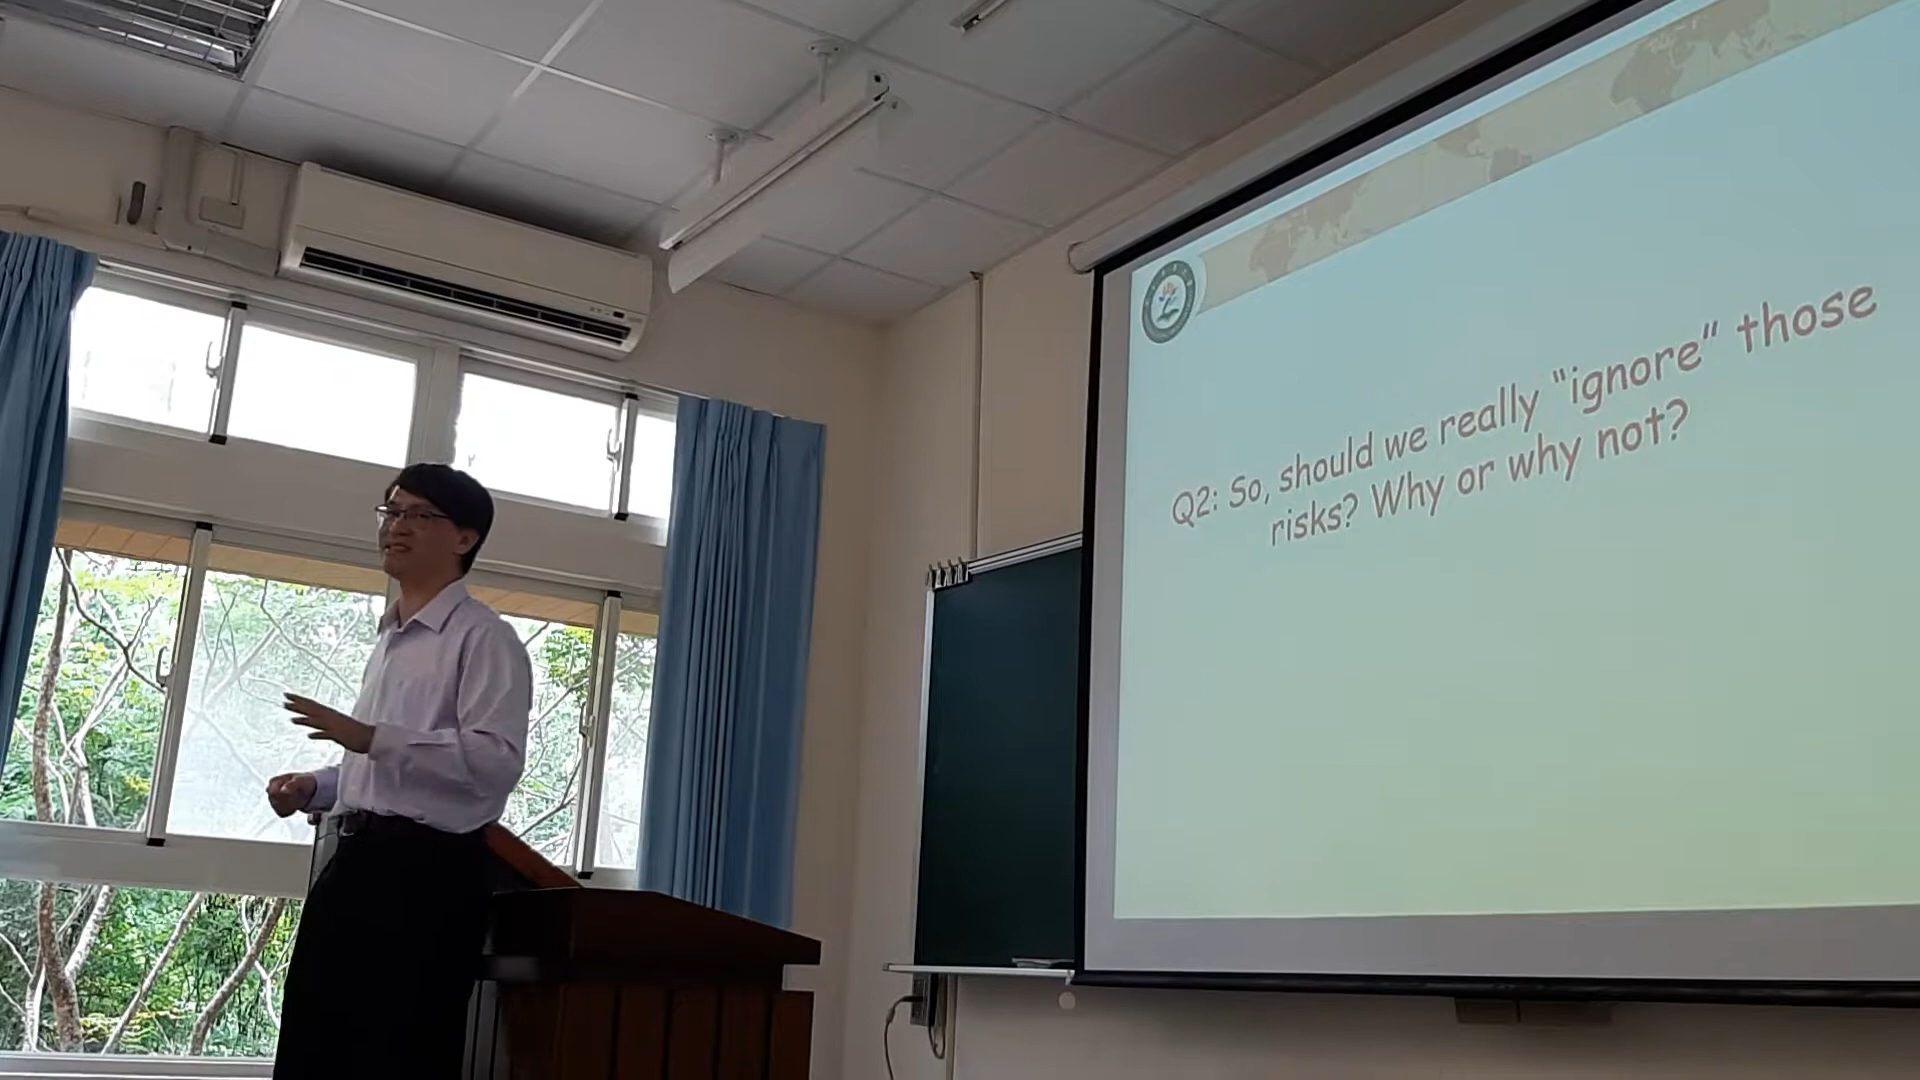 Q2: So, should we really “ignore” those
risks? Why or why not?